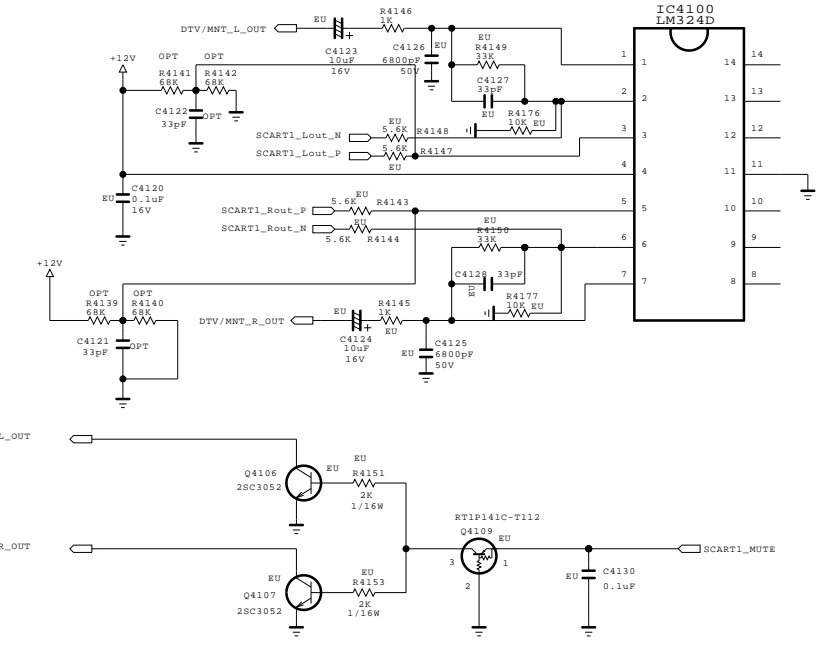 IC4100
LM324D
DTV/MNT_L_OUT
EU
C4123
10uF
16V
R4146
1K
C4126
6800pF
50V
EU
EU
R4149
33K
C4127
33pF
EU
R4176
10K EU
+12V
OPT
R4141
68K
OPT
R4142
68K
C4122
33pF
OPT
SCART1_Lout_N
EU
5.6K
R4148
SCART1_Lout_P
5.6K
R4147
EU
EU
C4120
0.1uF
16V
SCART1_Rout_P
5.6K
EU
R4143
SCART1_Rout_N
EU
5.6K
R4144
EU
R4150
33K
C4128
33pF
EU
R4177
10K EU
1 1
2 2
3 3
4 4
5 5
6 6
7 7
14 14
13 13
12 12
11 11
10 10
9 9
8 8
+12V
OPT
R4139
68K
OPT
R4140
68K
C4121
33pF
OPT
DTV/MNT_R_OUT
EU
C4124
10uF
16V
R4145
1K
EU
C4125
6800pF
50V
L_OUT
Q4106
2SC3052
EU
EU
R4151
2K
1/16W
R_OUT
EU
Q4107
2SC3052
EU
R4153
2K
1/16W
RT1P141C-T112
Q4109
EU
3
1
2
SCART1_MUTE
EU
C4130
0.1uF